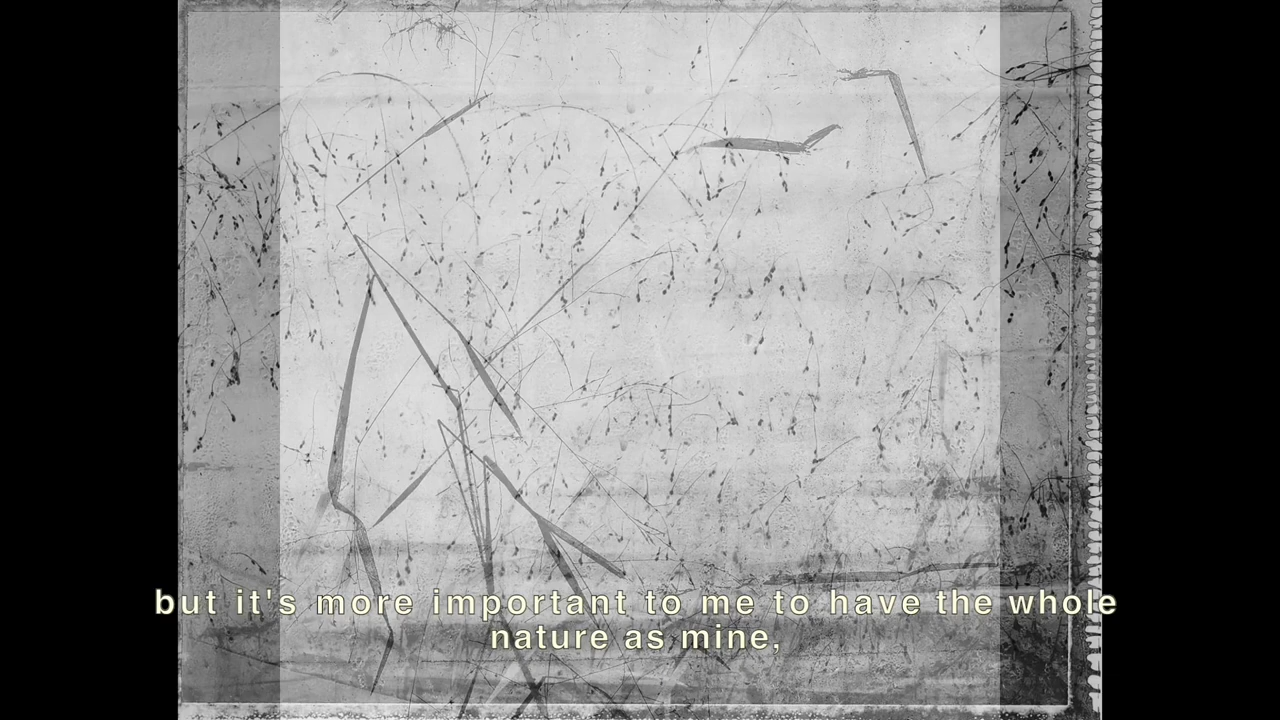 but it's more important to me to have the whole
nature as mine,